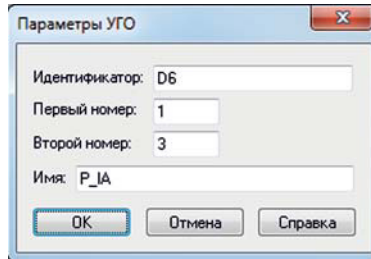 Параметры УГО
Идентификатор: D6
Первый номер: 1
Второй номер: 3
Имя: P_IA
OK Отмена Справка